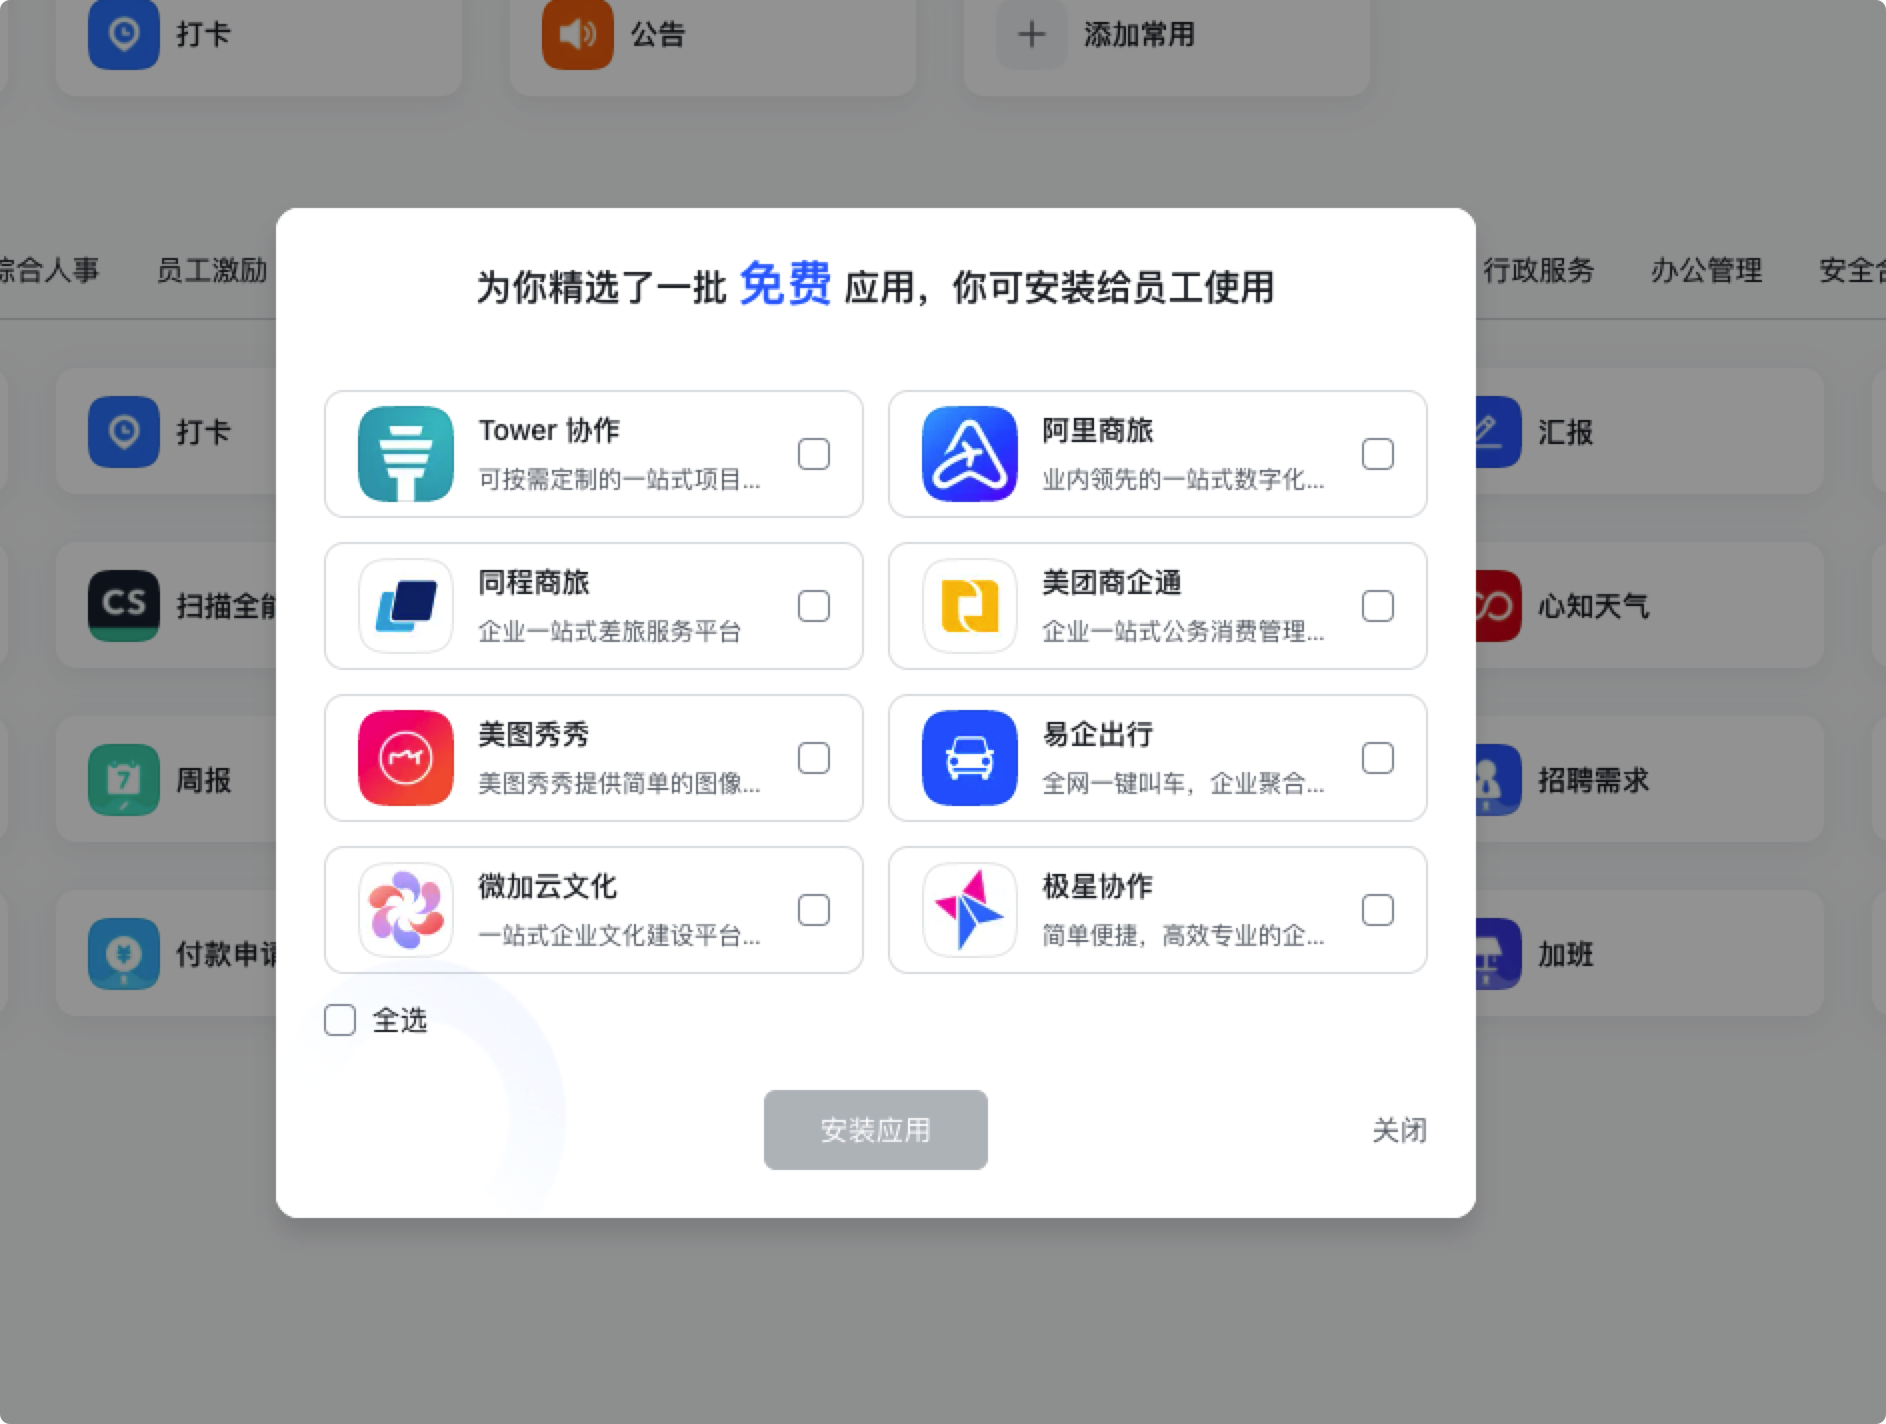 打卡
公告
添加常用
综合人事
员工激励
行政服务
办公管理
安全合
为你精选了一批 免费 应用，你可安装给员工使用
打卡
Tower 协作
可按需定制的一站式项目...
阿里商旅
业内领先的一站式数字化...
汇报
CS
扫描全能
同程商旅
企业一站式差旅服务平台
美团商企通
企业一站式公务消费管理...
心知天气
7
周报
美图秀秀
美图秀秀提供简单的图像...
易企出行
全网一键叫车，企业聚合...
招聘需求
¥
付款申请
微加云文化
一站式企业文化建设平台...
极星协作
简单便捷，高效专业的企...
加班
全选
安装应用
关闭